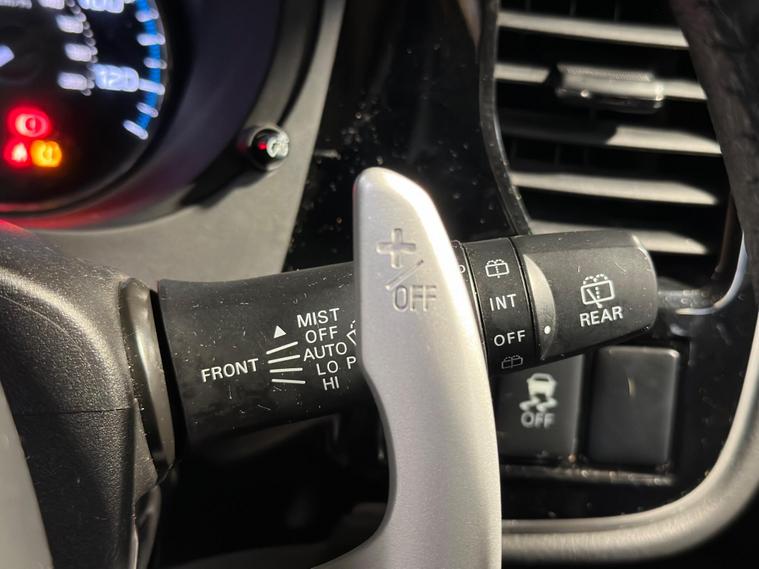 120
+/OFF
FRONT
MIST
OFF
AUTO
LO
HI
INT
OFF
REAR
OFF